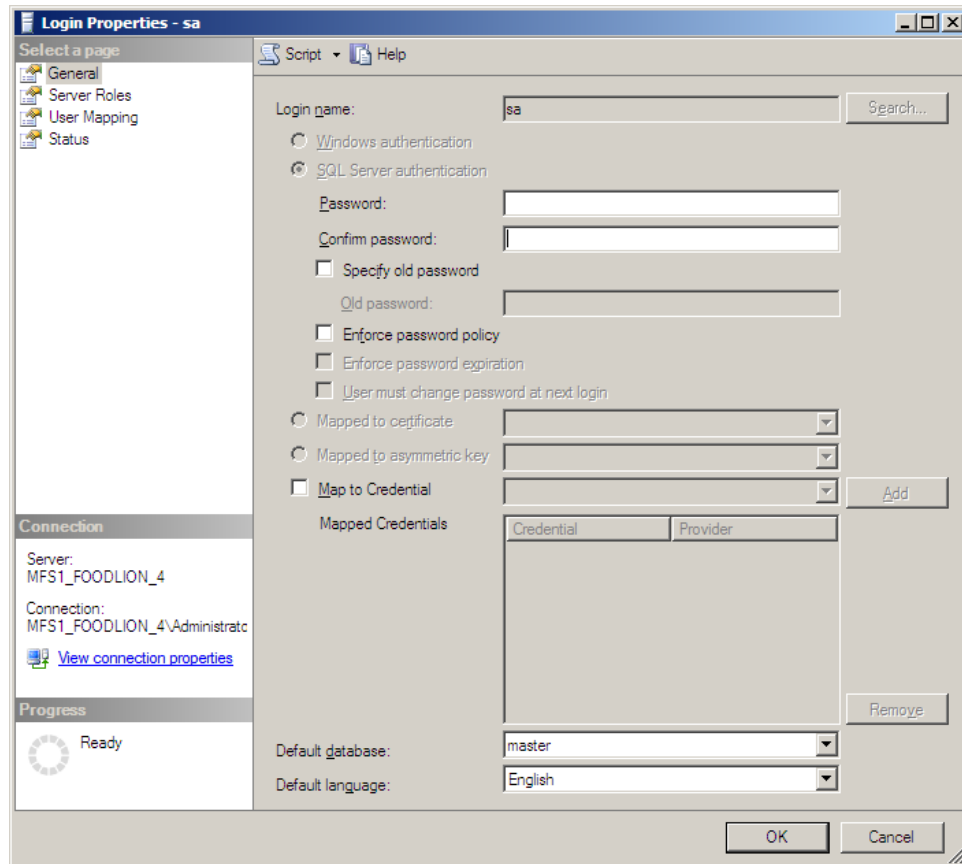 Login Properties - sa
Select a page
General
Server Roles
User Mapping
Status
Script
Help
Login name:
sa
Search...
Windows authentication
SQL Server authentication
Password:
Confirm password:
Specify old password
Old password:
Enforce password policy
Enforce password expiration
User must change password at next login
Mapped to certificate
Mapped to asymmetric key
Map to Credential
Add
Mapped Credentials
Credential
Provider
Remove
Default database:
master
Default language:
English
Connection
Server:
MFS1_FOODLION_4
Connection:
MFS1_FOODLION_4\Administratc
View connection properties
Progress
Ready
OK
Cancel